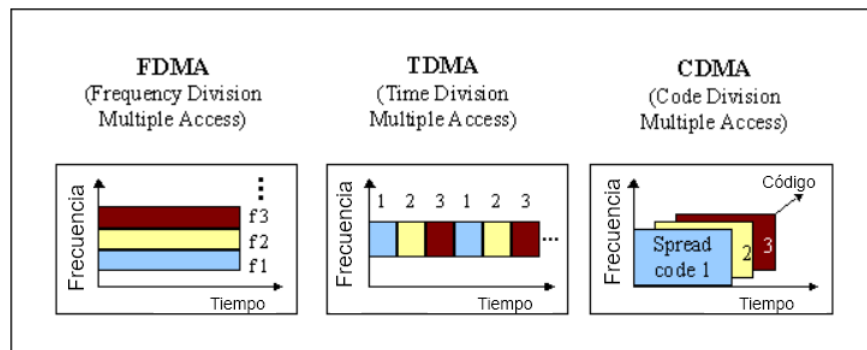 FDMA
(Frequency Division
Multiple Access)
TDMA
(Time Division
Multiple Access)
CDMA
(Code Division
Multiple Access)
Frecuencia
f3
f2
f1
Tiempo
Frecuencia
1 2 3 1 2 3
...
Tiempo
Frecuencia
Código
Spread
code 1
2
3
Tiempo